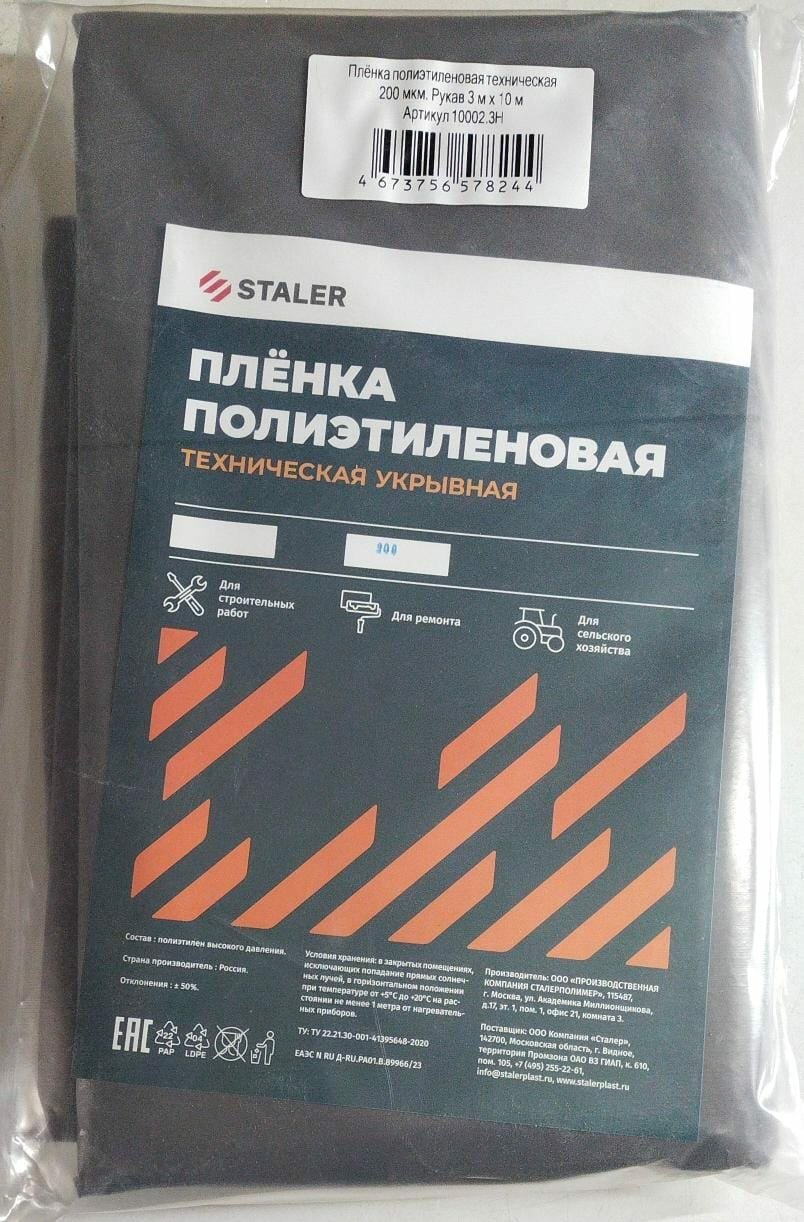 Плёнка полиэтиленовая техническая
200 мкм. Рукав 3 м х 10 м
Артикул 10002.3Н
4 673756 578244
STALER
ПЛЁНКА
ПОЛИЭТИЛЕНОВАЯ
ТЕХНИЧЕСКАЯ УКРЫВНАЯ
200
Для
строительных
работ
Для ремонта
Для
сельского
хозяйства
Состав : полиэтилен высокого давления.
Страна производитель : Россия.
Отклонения : ± 50%.
Условия хранения: в закрытых помещениях,
исключающих попадание прямых солнеч-
ных лучей, в горизонтальном положении
при температуре от +5°С до +20°С на рас-
стоянии не менее 1 метра от нагреватель-
ных приборов.
ТУ: ТУ 22.21.30-001-41395648-2020
ЕАЭС N RU Д-RU.РА01.В.89966/23
Производитель: ООО «ПРОИЗВОДСТВЕННАЯ
КОМПАНИЯ СТАЛЕРПОЛИМЕР», 115487,
г. Москва, ул. Академика Миллионщикова,
д.17, эт. 1, пом. 1, офис 21, комната 3.
Поставщик: ООО Компания «Сталер»,
142700, Московская область, г. Видное,
территория Промзона ОАО ВЗ ГИАП, к. 610,
пом. 105, +7 (495) 255-22-61,
info@stalerplast.ru, www.stalerplast.ru
EAC
22
PAP
04
LDPE